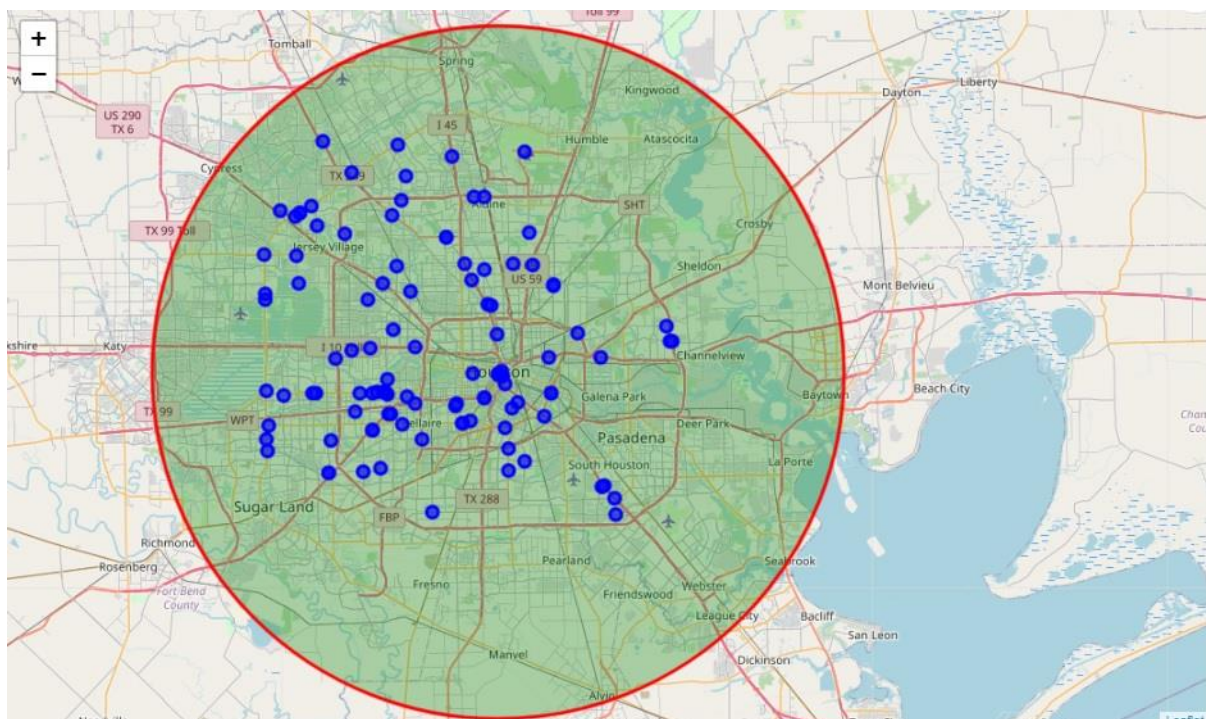 +
−
Toll 99
Tomball
Spring
Kingwood
Dayton
Liberty
US 290
TX 6
I 45
Humble
Atascocita
Cypress
SHT
Crosby
TX 99 Toll
Jersey Village
Sheldon
US 59
Mont Belvieu
Katy
I 10
Channelview
Beach City
Baytown
TX 99
WPT
Galena Park
Deer Park
Pasadena
La Porte
South Houston
Sugar Land
TX 288
FBP
Richmond
Rosenberg
Pearland
Seabrook
Fort Bend
County
Fresno
Webster
Friendswood
League City
Bacliff
San Leon
Manvel
Dickinson
Alvin